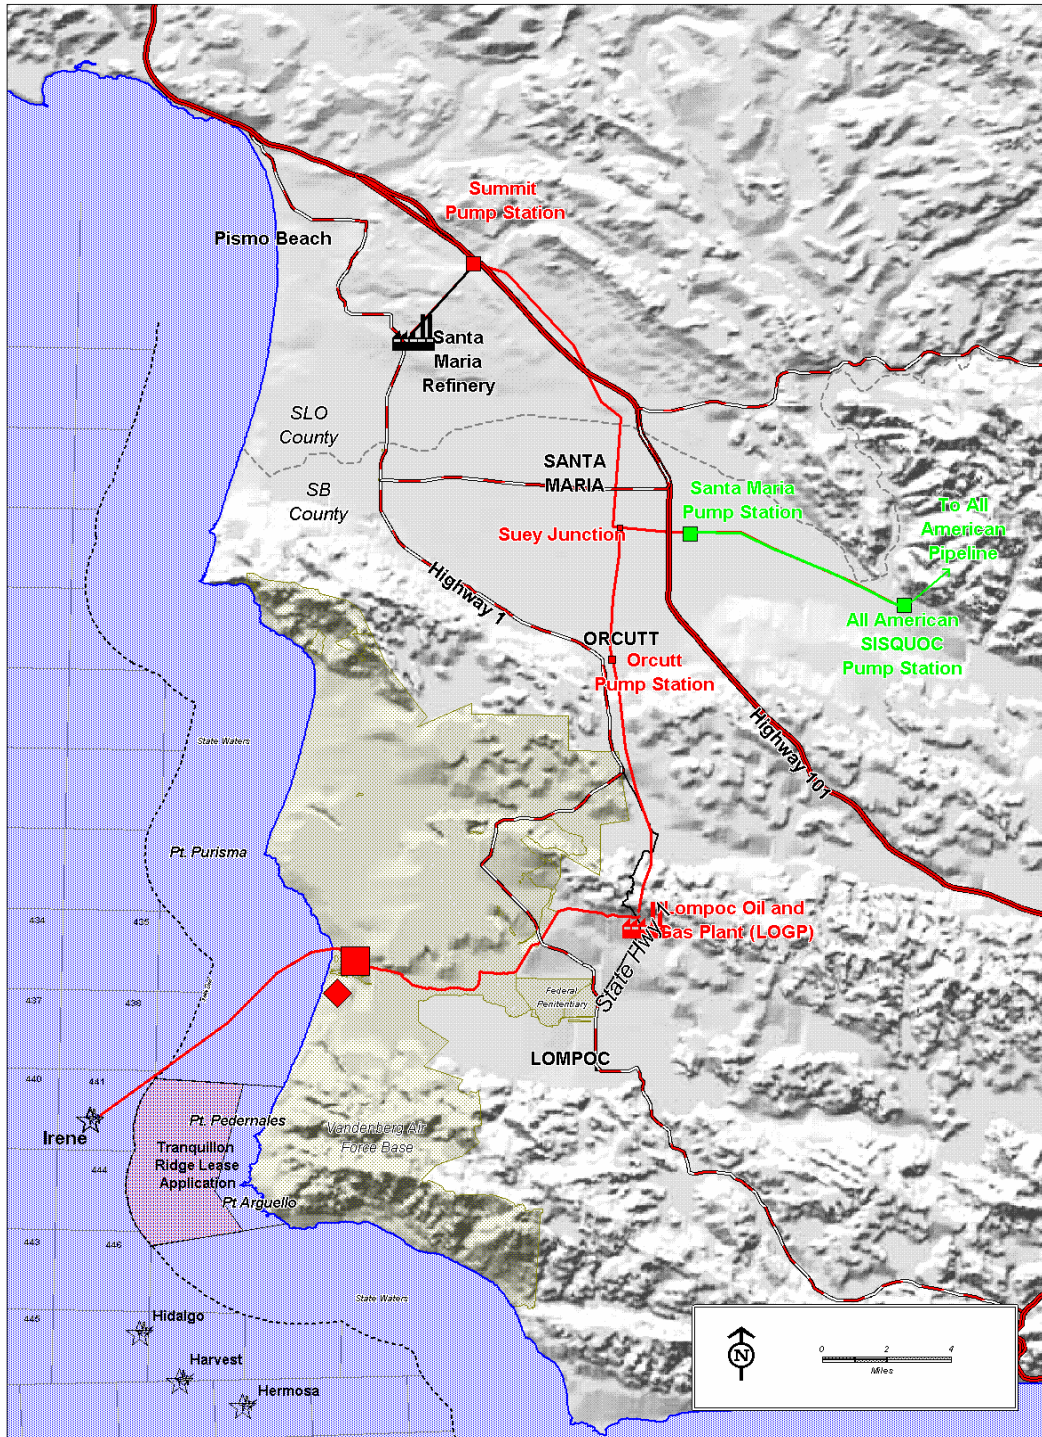 Summit
Pump Station
Pismo Beach
Santa
Maria
Refinery
SLO
County
SANTA
MARIA
SB
County
Santa Maria
Pump Station
To All
American
Pipeline
Suey Junction
Highway 1
All American
SISQUOC
Pump Station
ORCUTT
Orcutt
Pump Station
State Waters
Highway 101
Pt. Purisma
434
435
Lompoc Oil and
Gas Plant (LOGP)
State Hwy 1
437
438
Federal
Penitentiary
LOMPOC
440
441
Irene
Pt. Pedernales
Vandenberg Air
Force Base
Tranquillon
Ridge Lease
Application
444
Pt Arguello
443
446
State Waters
445
Hidalgo
Harvest
Hermosa
N
0 2 4
Miles